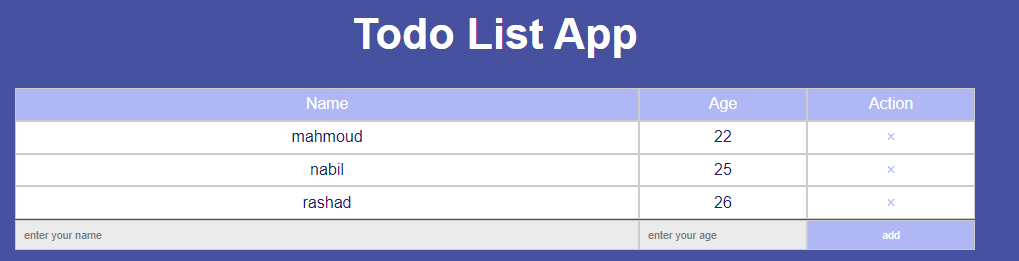 Todo List App
Name Age Action
mahmoud 22 ×
nabil 25 ×
rashad 26 ×
enter your name enter your age add